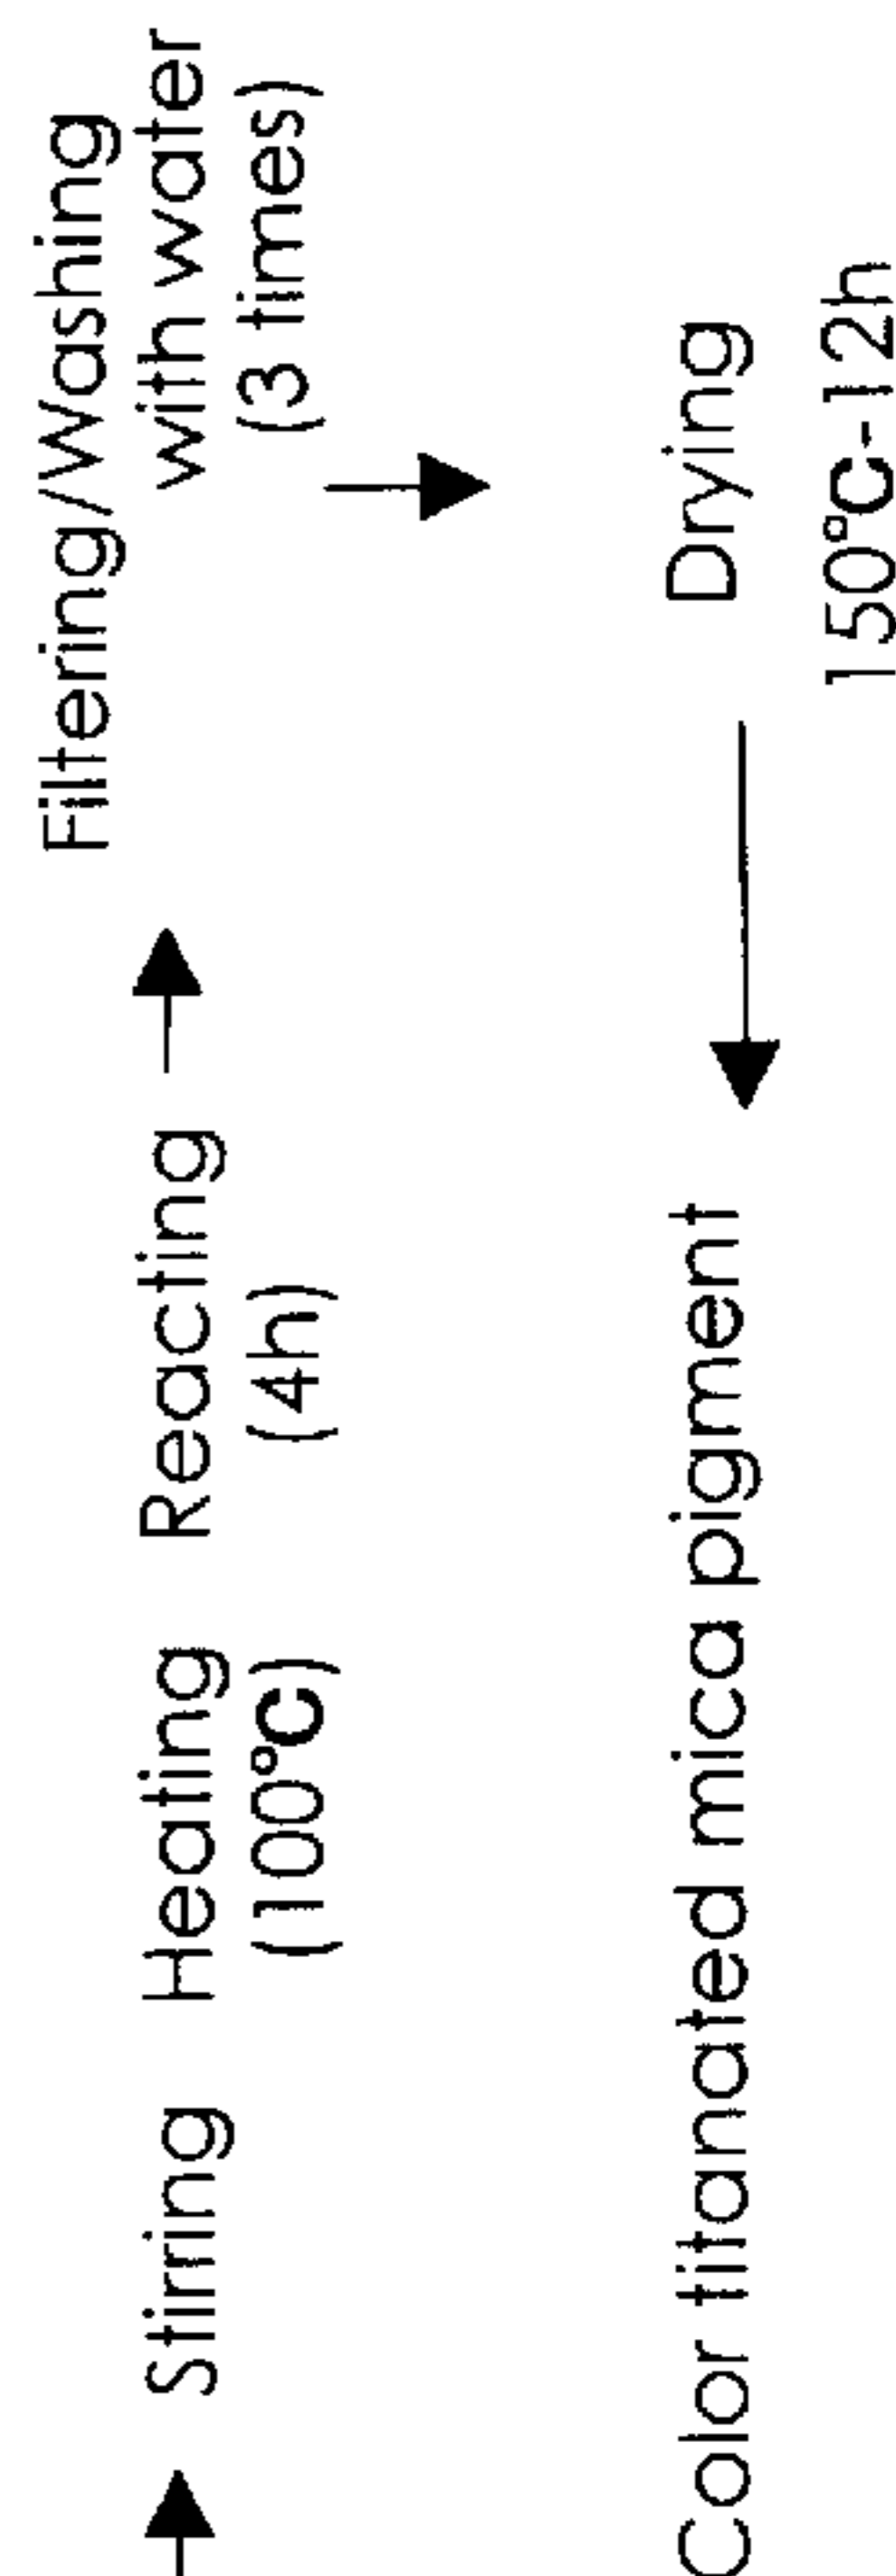 Stirring Heating Reacting
(100°C) (4h)
Filtering/Washing
with water
(3 times)
Drying
150°C-12h
Color titanated mica pigment